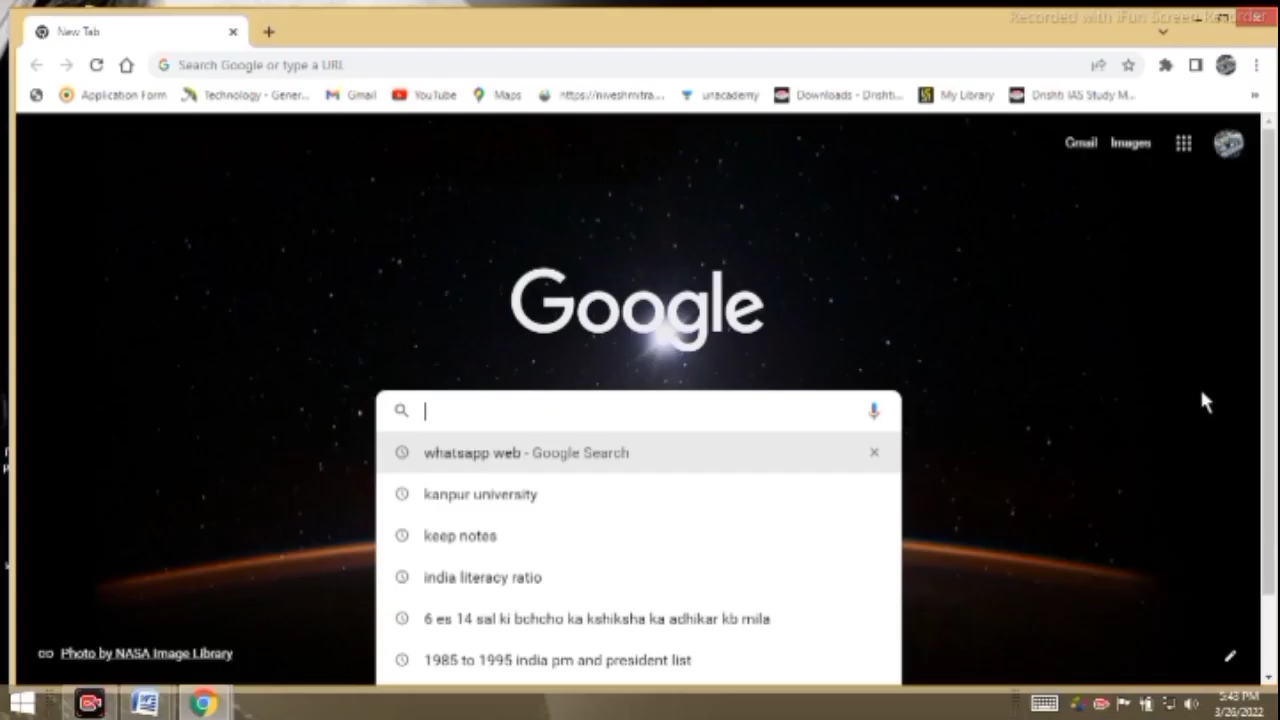 Recorded with iFun Screen Recorder
New Tab
Search Google or type a URL
Application Form
Technology - Gener...
Gmail
YouTube
Maps
https://niveshmitra...
unacademy
Downloads - Drishti...
My Library
Drishti IAS Study M...
»
Gmail Images
Google
whatsapp web - Google Search
kanpur university
keep notes
india literacy ratio
6 es 14 sal ki bchcho ka kshiksha ka adhikar kb mila
1985 to 1995 india pm and president list
Photo by NASA Image Library
5:43 PM
3/26/2022